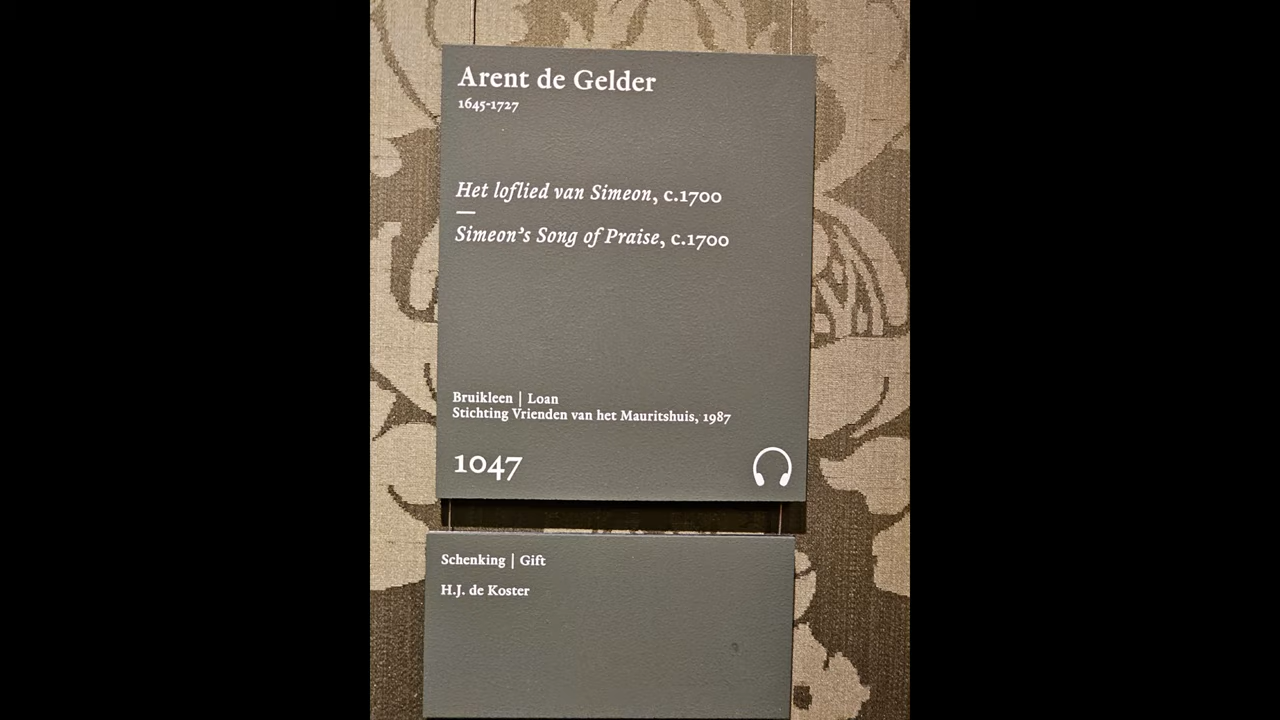 Arent de Gelder
1645-1727
Het loflied van Simeon, c.1700
—
Simeon's Song of Praise, c.1700
Bruikleen | Loan
Stichting Vrienden van het Mauritshuis, 1987
1047
Schenking | Gift
H.J. de Koster